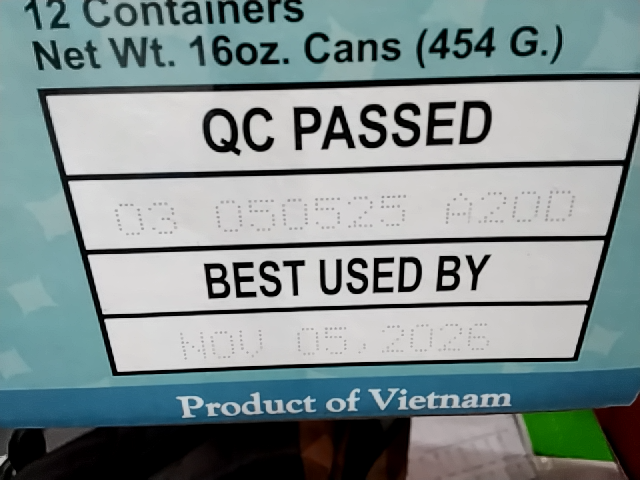 12 Containers
Net Wt. 16oz. Cans (454 G.)
QC PASSED
03 050525 A20D
BEST USED BY
NOV 05,2026
Product of Vietnam